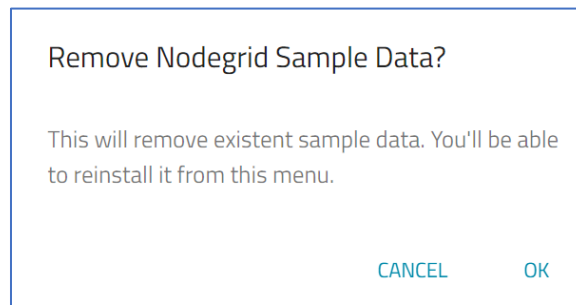 Remove Nodegrid Sample Data?
This will remove existent sample data. You'll be able
to reinstall it from this menu.
CANCEL OK